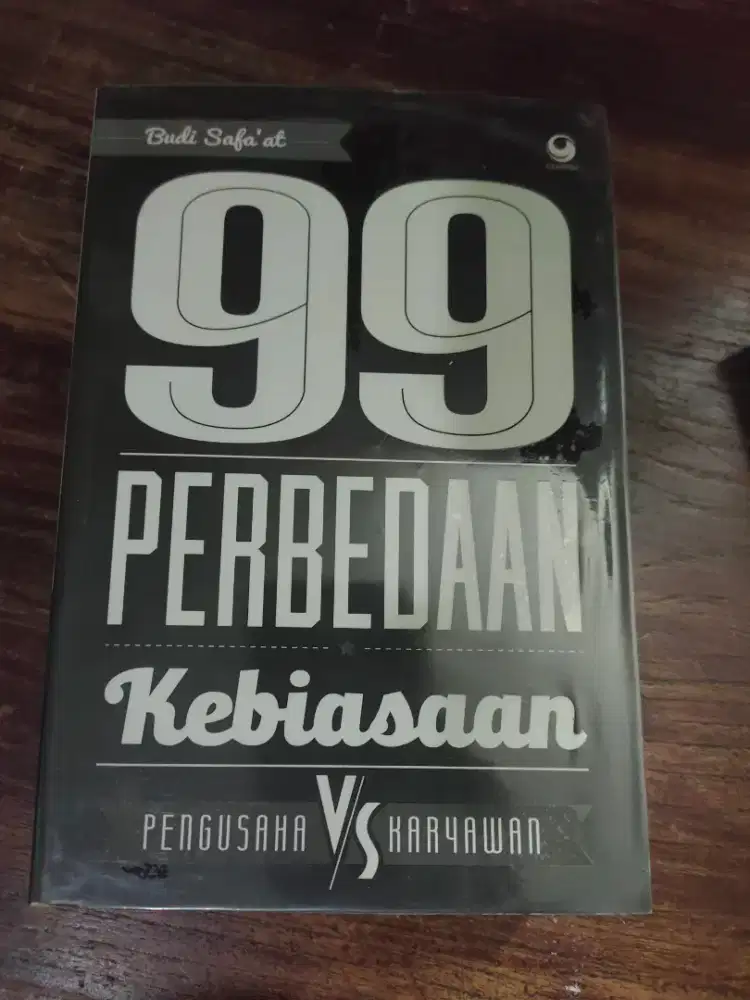 Budi Safa'at
99
PERBEDAAN
Kebiasaan
PENGUSAHA VS KARYAWAN